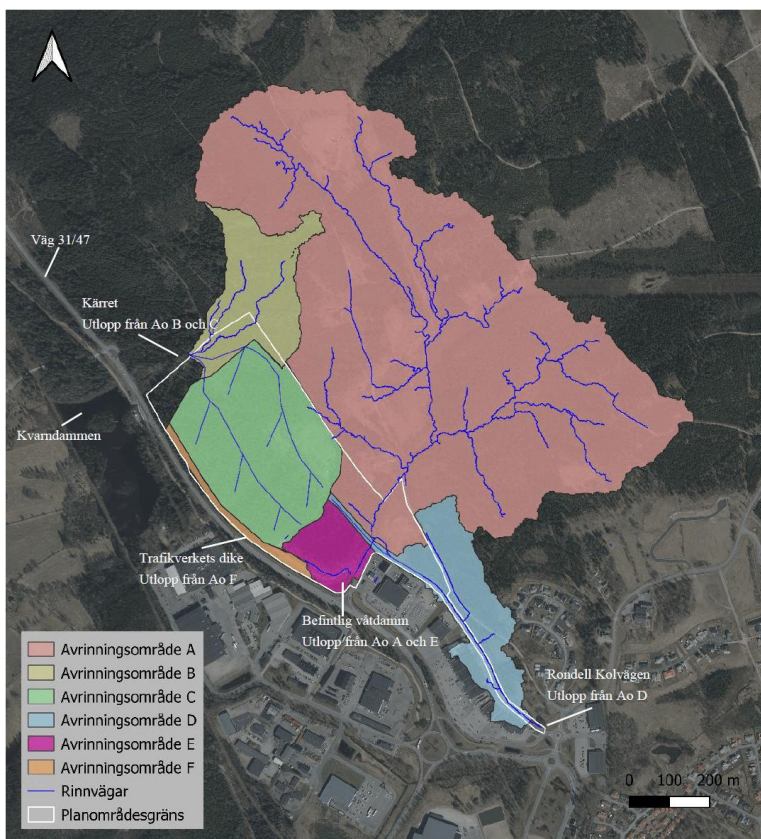 Väg 31/47
Kärret
Utlopp från Ao B och C
Kvarndammen
Trafikverkets dike
Utlopp från Ao F
Befintlig våtdamm
Utlopp från Ao A och E
Rondell Kolvägen
Utlopp från Ao D
Avrinningsområde A
Avrinningsområde B
Avrinningsområde C
Avrinningsområde D
Avrinningsområde E
Avrinningsområde F
Rinnvägar
Planområdesgräns
0 100 200 m